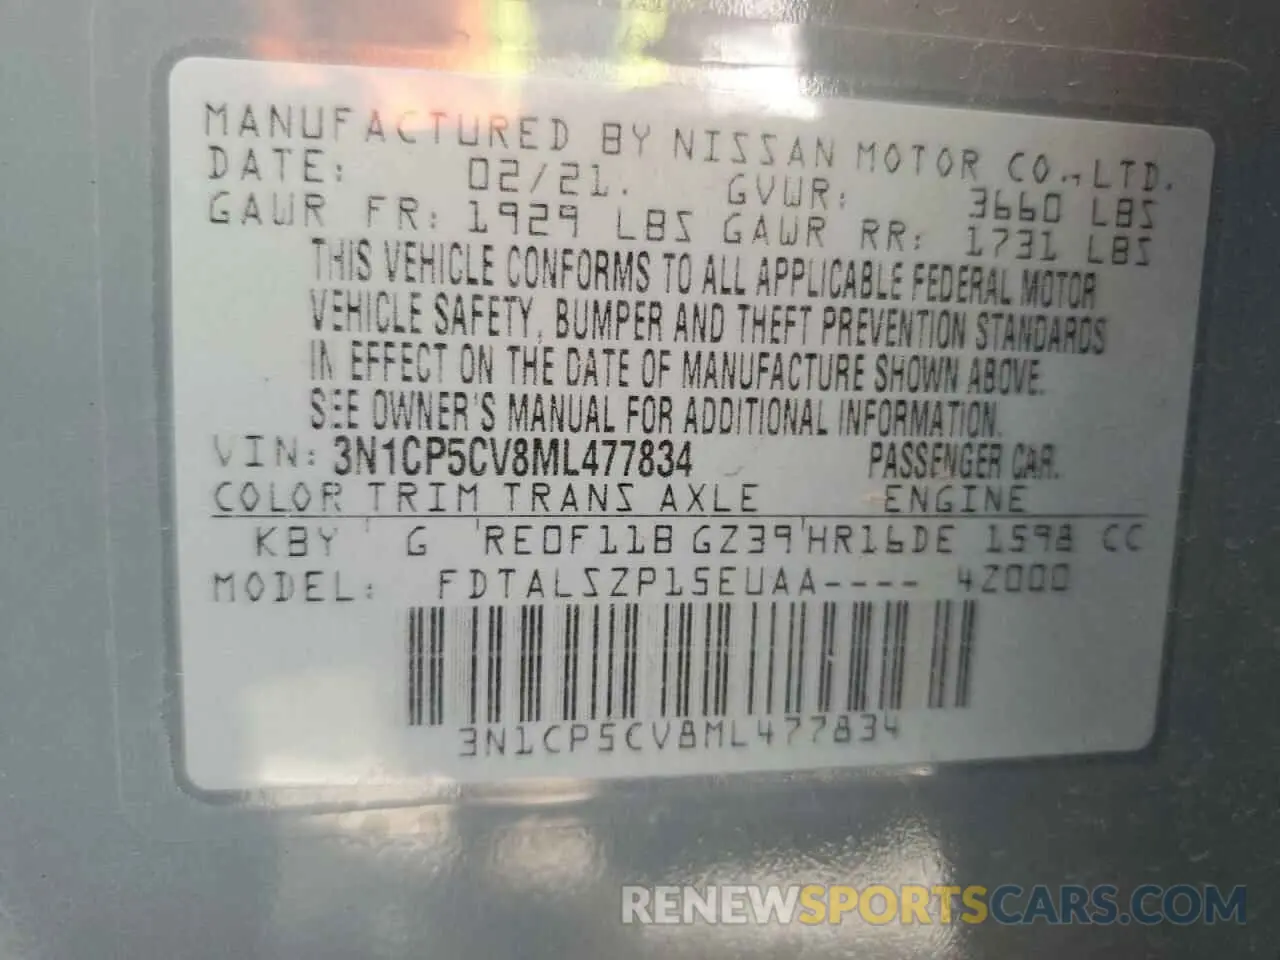 MANUFACTURED BY NISSAN MOTOR CO., LTD.
DATE: 02/21. GVWR: 3660 LBS
GAWR FR: 1929 LBS GAWR RR: 1731 LBS
THIS VEHICLE CONFORMS TO ALL APPLICABLE FEDERAL MOTOR
VEHICLE SAFETY, BUMPER AND THEFT PREVENTION STANDARDS
IN EFFECT ON THE DATE OF MANUFACTURE SHOWN ABOVE.
SEE OWNER'S MANUAL FOR ADDITIONAL INFORMATION.
VIN: 3N1CP5CV8ML477834 PASSENGER CAR.
COLOR TRIM TRANS AXLE ENGINE
KBY G RE0F11B GZ39 HR16DE 1598 CC
MODEL: FDTALSZP15EUAA---- 42000
3N1CP5CV8ML477834
RENEWSPORTSCARS.COM